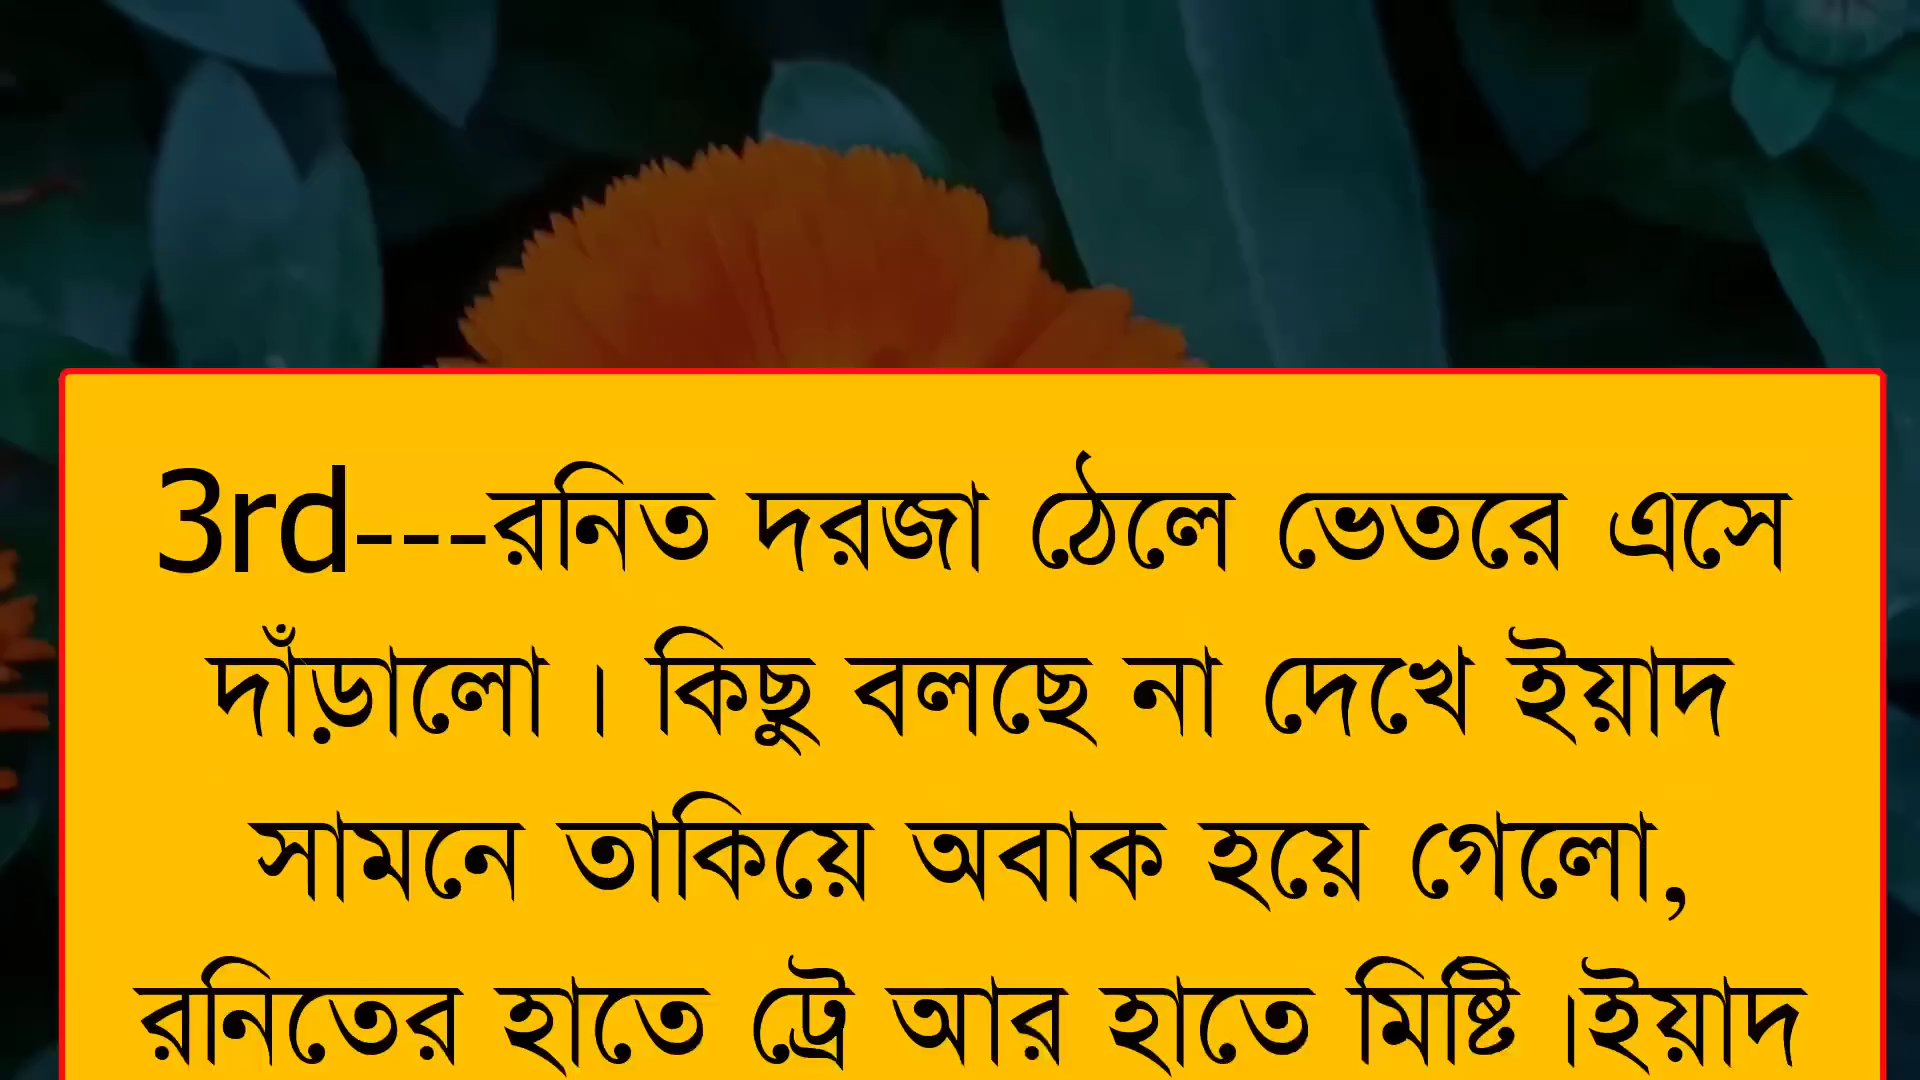 3rd---রনিত দরজা ঠেলে ভেতরে এসে
দাঁড়ালো । কিছু বলছে না দেখে ইয়াদ
সামনে তাকিয়ে অবাক হয়ে গেলো,
রনিতের হাতে ট্রে আর হাতে মিষ্টি ।ইয়াদ